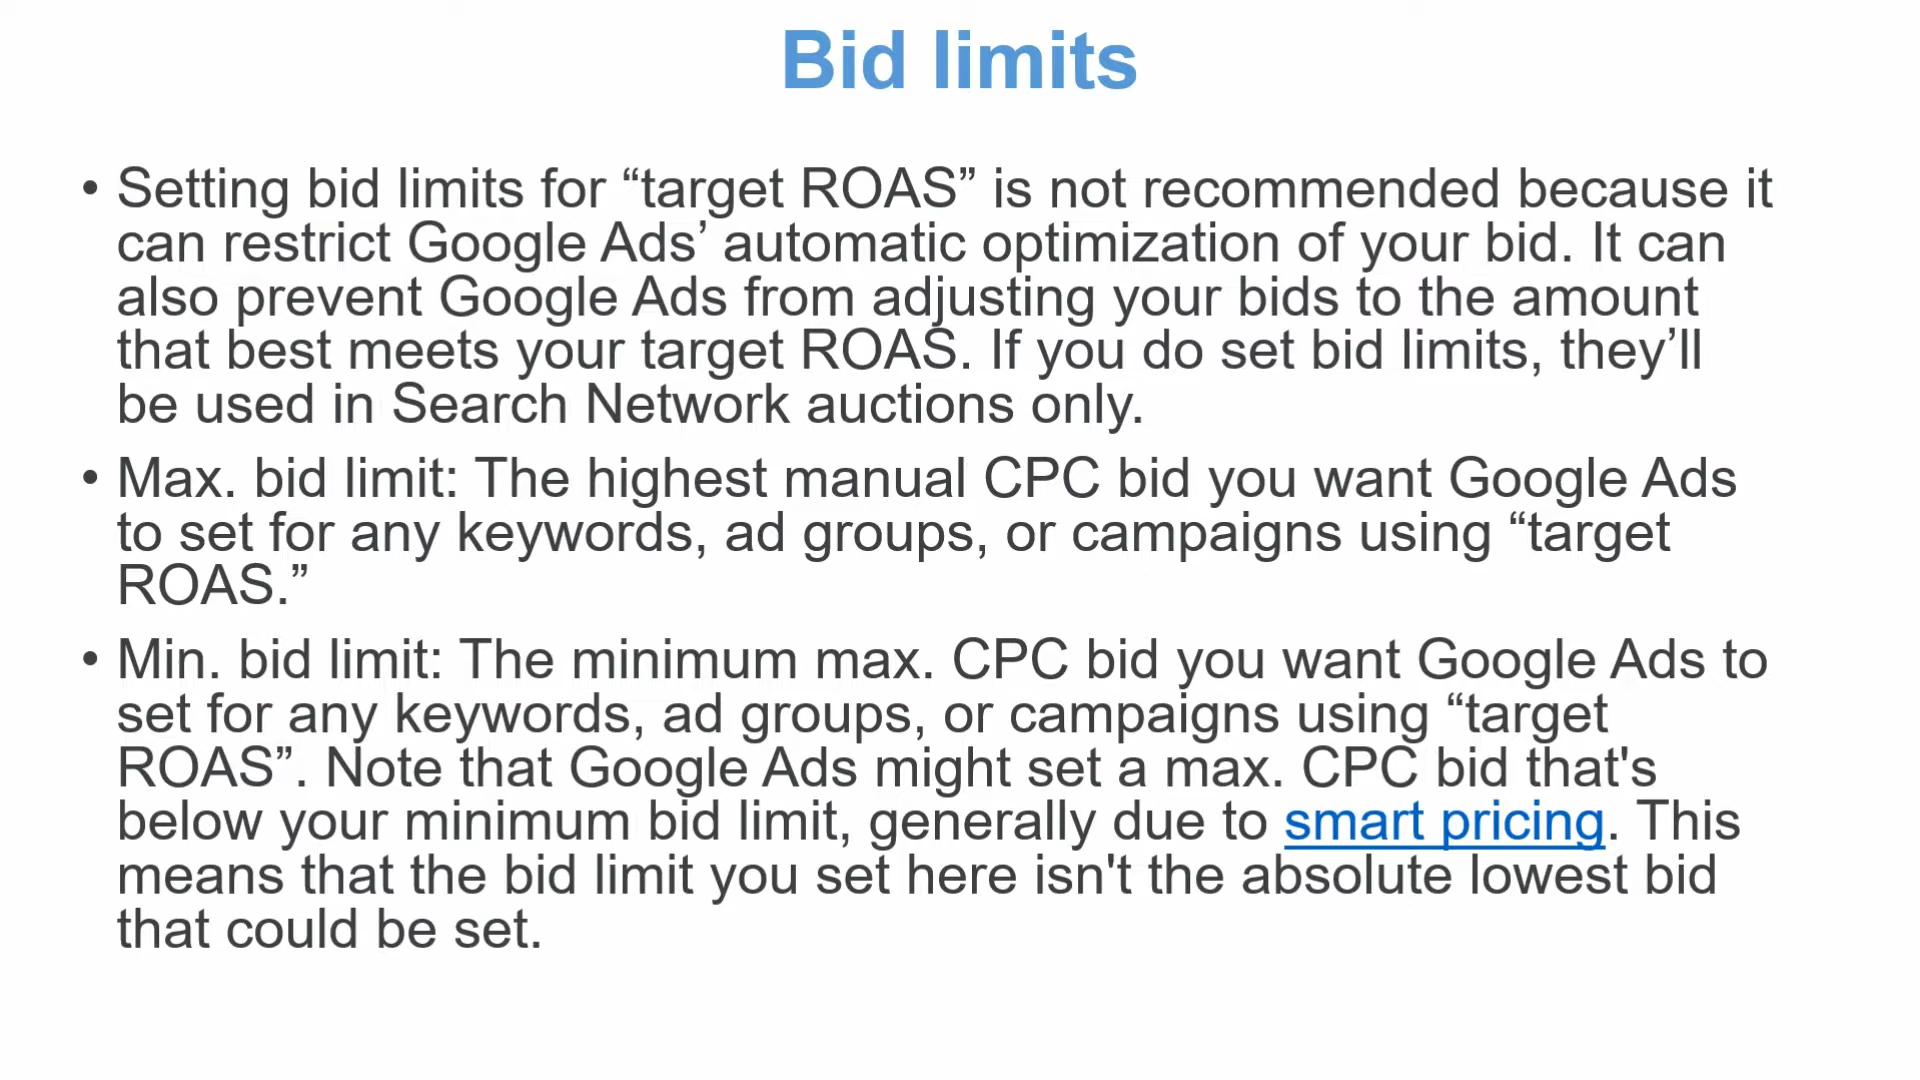 Bid limits
• Setting bid limits for “target ROAS” is not recommended because it
can restrict Google Ads’ automatic optimization of your bid. It can
also prevent Google Ads from adjusting your bids to the amount
that best meets your target ROAS. If you do set bid limits, they’ll
be used in Search Network auctions only.
• Max. bid limit: The highest manual CPC bid you want Google Ads
to set for any keywords, ad groups, or campaigns using “target
ROAS.”
• Min. bid limit: The minimum max. CPC bid you want Google Ads to
set for any keywords, ad groups, or campaigns using “target
ROAS”. Note that Google Ads might set a max. CPC bid that's
below your minimum bid limit, generally due to smart pricing. This
means that the bid limit you set here isn't the absolute lowest bid
that could be set.